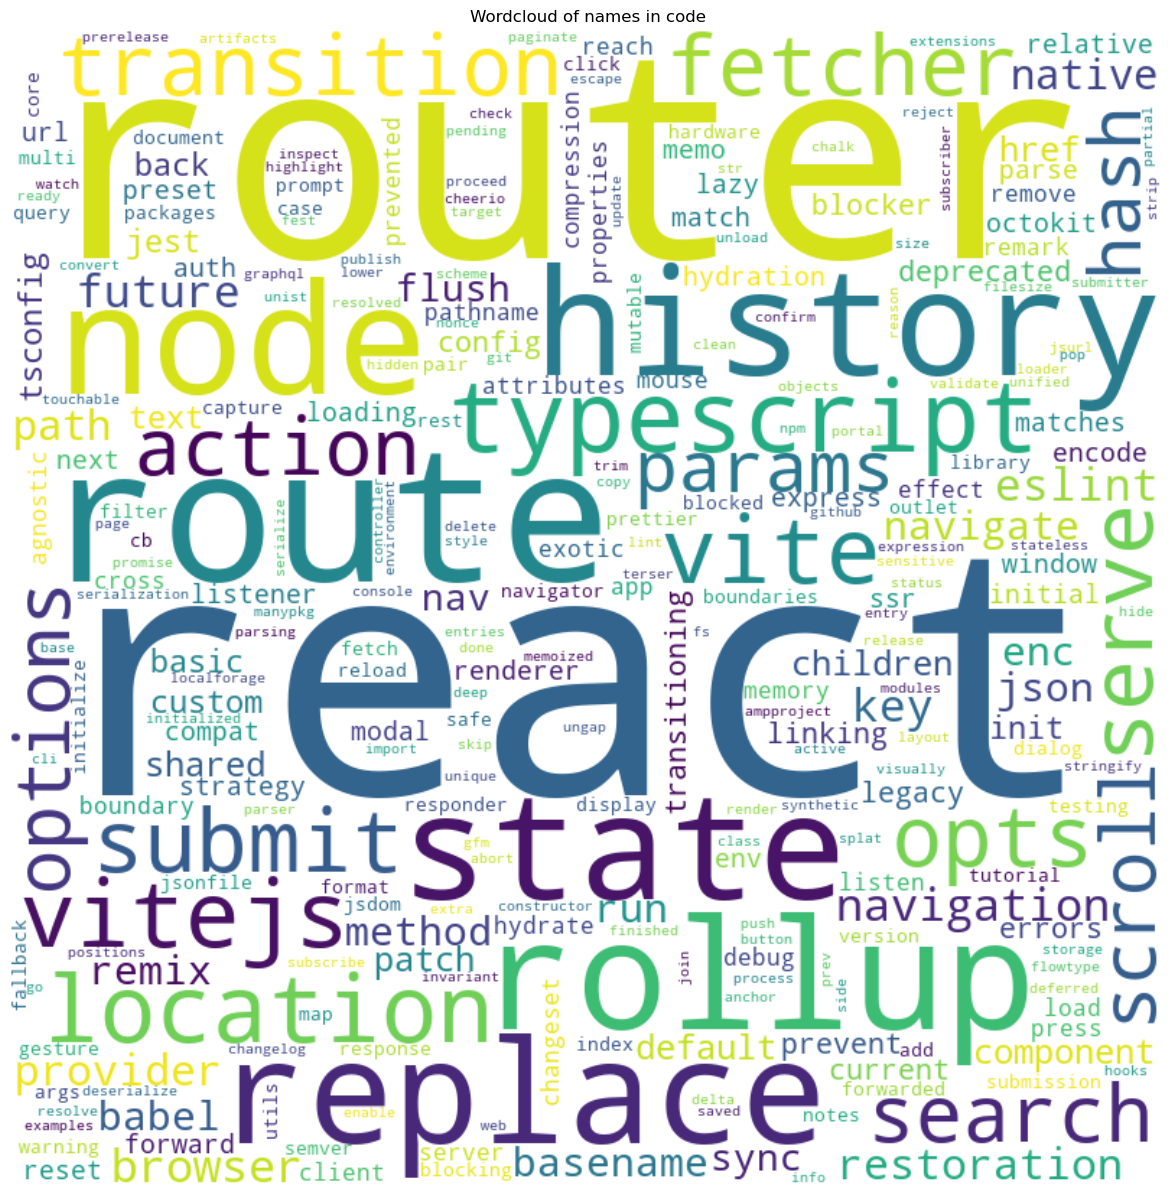 Wordcloud of names in code
prerelease
artifacts
paginate
reach
extensions
relative
transition
click
fetcher
native
escape
core
router
url
document
check
compression
hardware
reject
partial
multi
back
inspect
prevented
pending
properties
memo
chalk
subscriber
href
hash
watch
preset
highlight
prompt
proceed
str
lazy
parse
ready
query
packages
case
cheerio
target
update
match
blocker
remove
strip
fest
octokit
jest
unload
size
remark
tsconfig
convert
auth
graphql
publish
lower
scheme
flush
hydration
deprecated
filesize
submitter
future
unist
resolved
nonce
pathname
mutable
confirm
reason
history
node
config
git
clean
jsurl
pop
hidden
pair
attributes
mouse
objects
validate
loader
unified
touchable
path
text
capture
loading
rest
typescript
npm
portal
matches
action
next
trim
copy
params
library
encode
agnostic
filter
page
cb
promise
serialize
controller
environment
delete
style
route
blocked
express
github
effect
outlet
eslint
prettier
navigate
exotic
lint
vite
expression
sensitive
stateless
window
cross
serialization
listener
manypkg
console
nav
navigator
terser
app
boundaries
ssr
status
initial
server
hide
options
base
parsing
entries
done
memoized
transitioning
fs
entry
release
basic
localforage
fetch
reload
renderer
children
enc
react
initialize
custom
initialized
compat
modal
import
deep
safe
skip
ungap
memory
ampproject
linking
active
key
modules
layout
json
init
dialog
cli
shared
strategy
unique
visually
legacy
stringify
boundary
parser
responder
display
render
synthetic
testing
submit
state
gfm
abort
class
env
splat
opts
scroll
jsonfile
format
jsdom
listen
tutorial
vitejs
extra
constructor
run
navigation
method
hydrate
finished
push
button
version
errors
storage
fallback
positions
remix
subscribe
patch
invariant
join
debug
process
prev
flowtype
go
location
map
changeset
rollup
anchor
side
deferred
load
press
gesture
changelog
response
index
default
prevent
add
current
component
provider
args
deserialize
utils
replace
forwarded
submission
hooks
resolve
examples
babel
enable
web
delta
saved
notes
search
warning
forward
semver
server
reset
browser
client
blocking
basename
sync
info
restoration